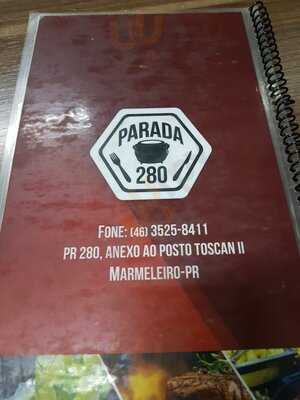 PARADA
280
FONE: (46) 3525-8411
PR 280, ANEXO AO POSTO TOSCAN II
MARMELEIRO-PR